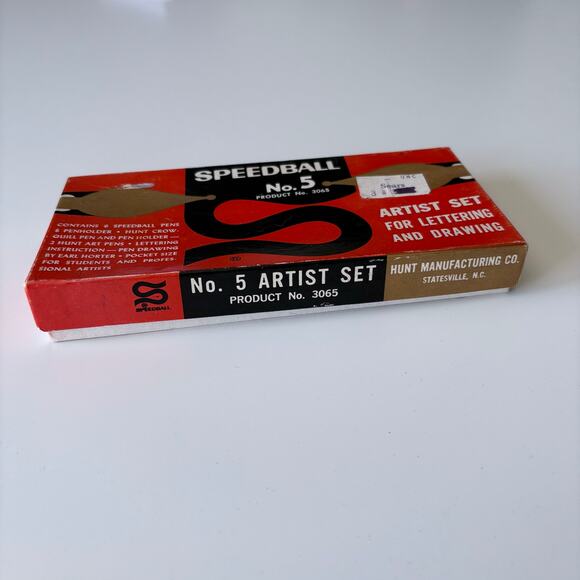 SPEEDBALL
No. 5
PRODUCT No. 3065
Sears
ARTIST SET
FOR LETTERING
AND DRAWING
CONTAINS 6 SPEEDBALL PENS
& PENHOLDER • HUNT CROW-
QUILL PEN AND PEN HOLDER—
2 HUNT ART PENS • LETTERING
INSTRUCTION—PEN DRAWING
BY EARL HORTER • POCKET SIZE
FOR STUDENTS AND PROFES-
SIONAL ARTISTS
SPEEDBALL
No. 5 ARTIST SET
PRODUCT No. 3065
HUNT MANUFACTURING CO.
STATESVILLE, N.C.